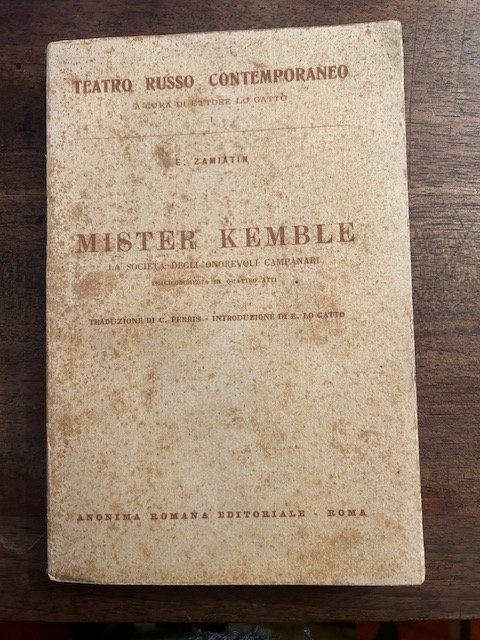 TEATRO RUSSO CONTEMPORANEO
A CURA DI ETTORE LO GATTO
I
E. ZAMIATIN
MISTER KEMBLE
LA SOCIETÀ DEGLI ONOREVOLI CAMPANARI
TRAGICOMMEDIA IN QUATTRO ATTI
TRADUZIONE DI C. PERRIS - INTRODUZIONE DI E. LO GATTO
ANONIMA ROMANA EDITORIALE - ROMA